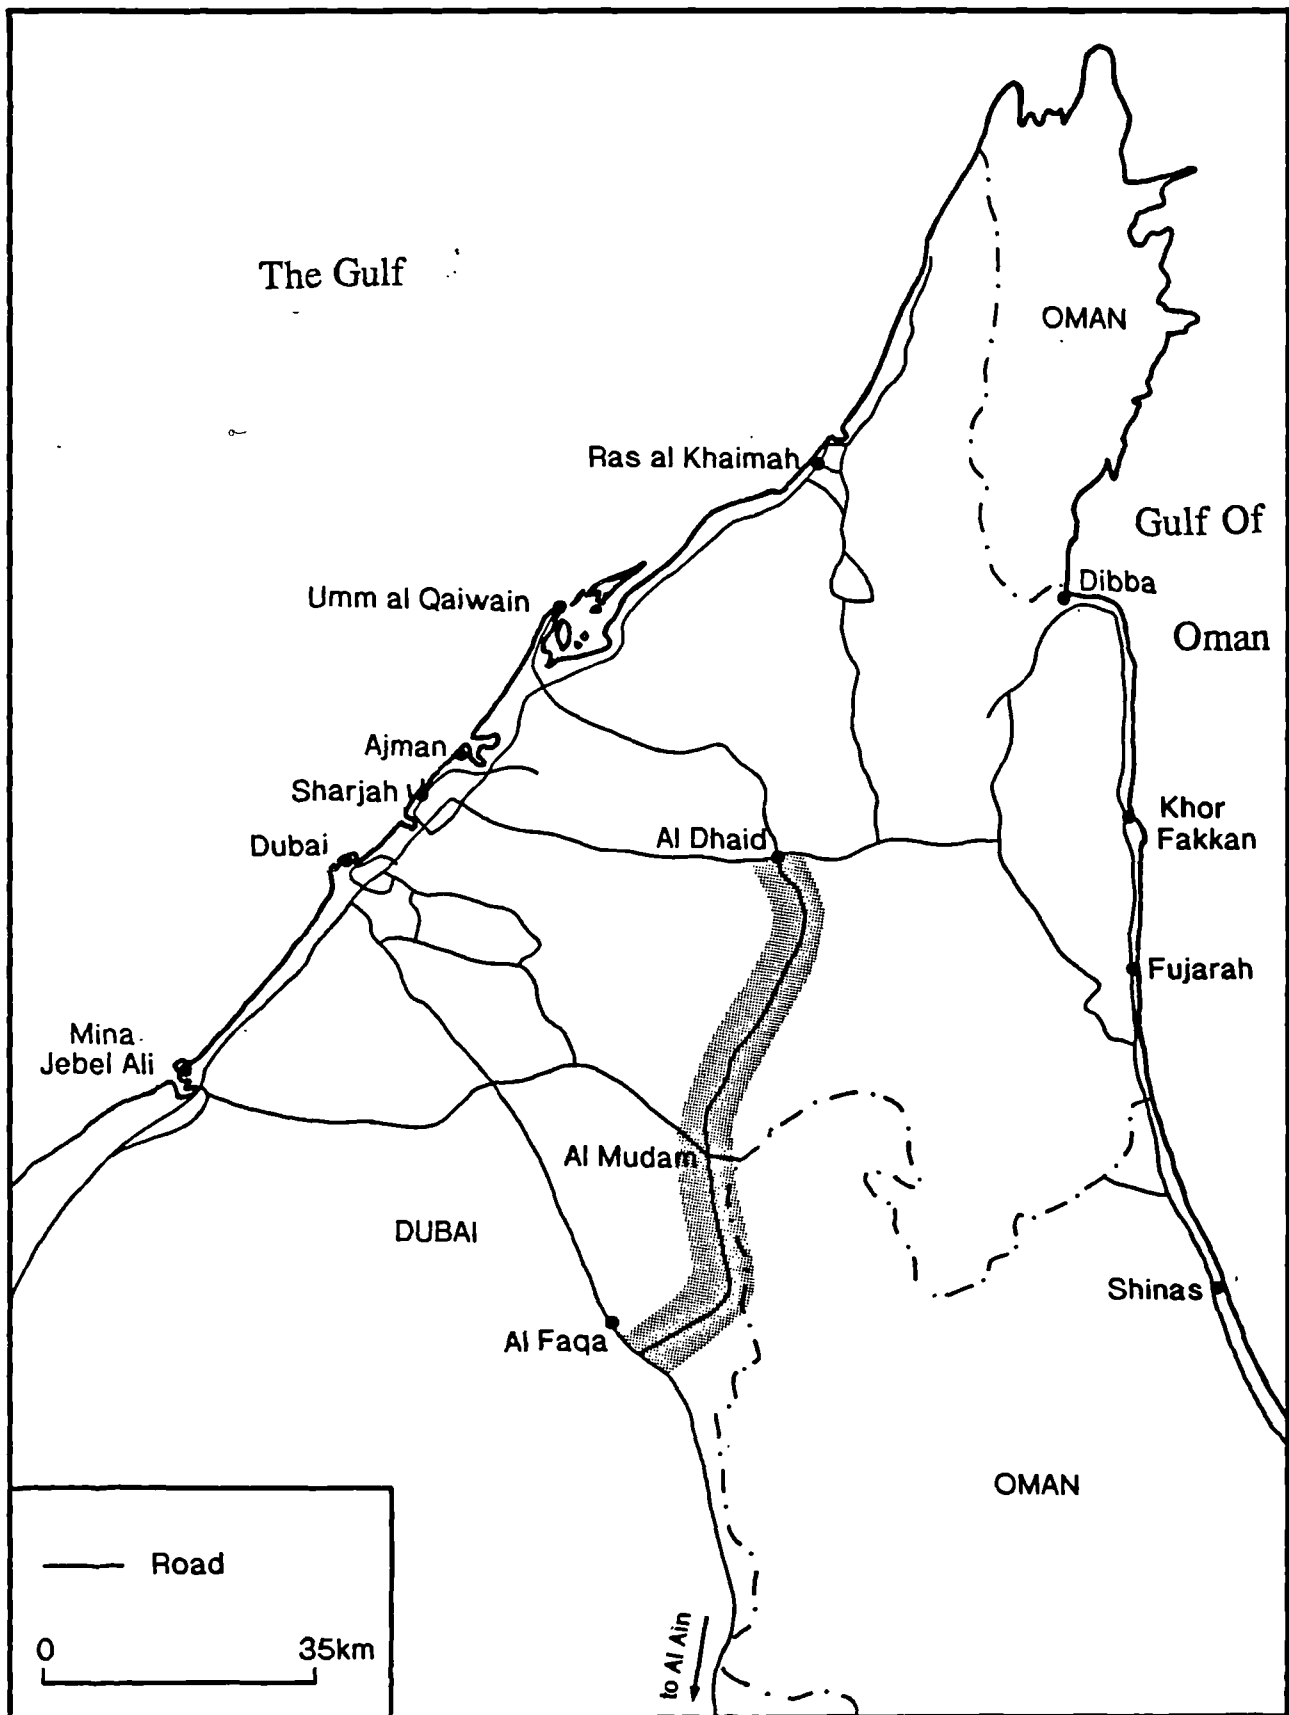 The Gulf
OMAN
Ras al Khaimah
Gulf Of
Dibba
Umm al Qaiwain
Oman
Ajman
Sharjah
Khor
Fakkan
Al Dhaid
Dubai
Fujarah
Mina
Jebel Ali
Al Mudam
DUBAI
Shinas
Al Faqa
OMAN
Road
0 35km
to Al Ain